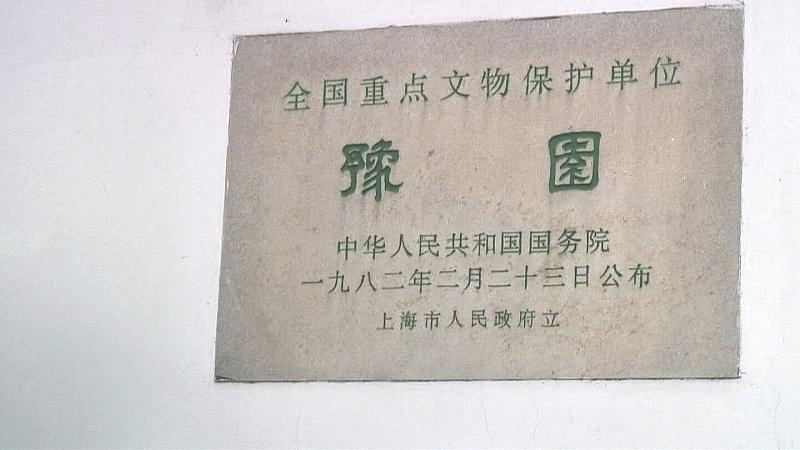 全国重点文物保护单位
豫园
中华人民共和国国务院
一九八二年二月二十三日公布
上海市人民政府立